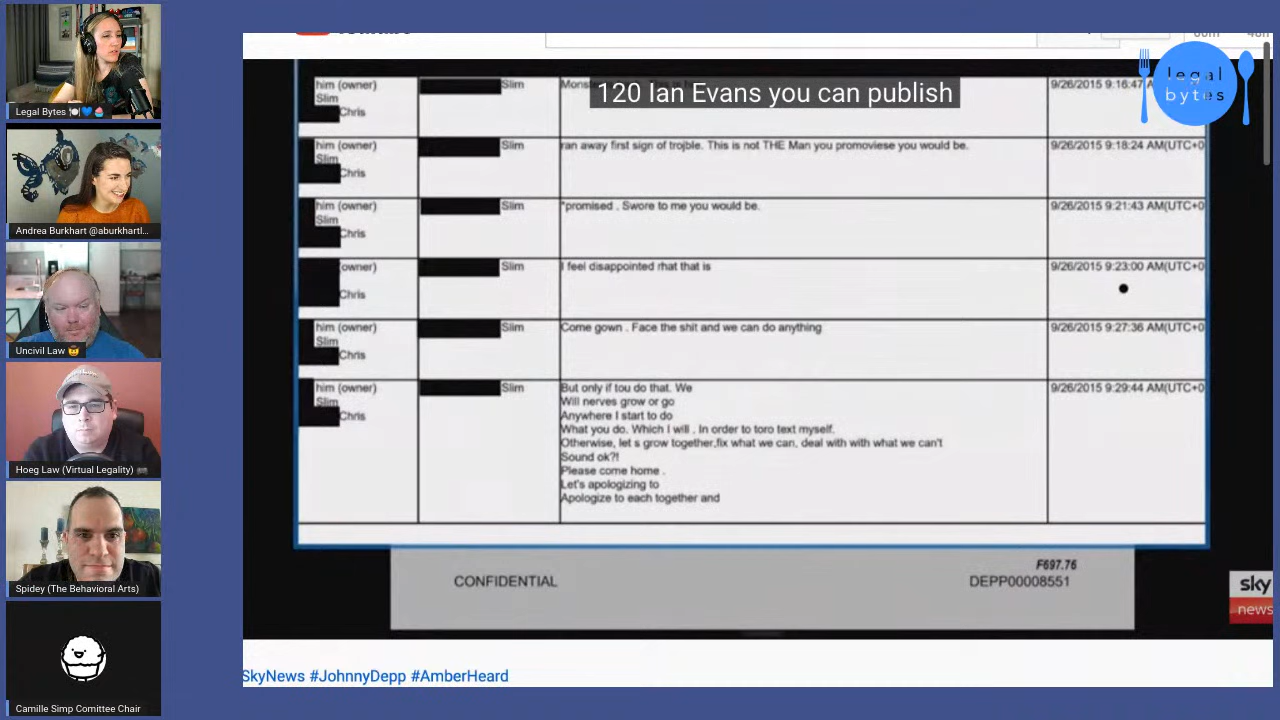 Legal Bytes 🍽️|💙🧁
Andrea Burkhart @aburkhartl...
Uncivil Law 🤠
Hoeg Law (Virtual Legality)
Spidey (The Behavioral Arts)
Camille Simp Comittee Chair
120 Ian Evans you can publish
legal
bytes
him (owner)
Slim
Chris
Slim
9/26/2015 9:16:47
him (owner)
Slim
Chris
Slim
ran away first sign of trojble. This is not THE Man you promoviese you would be.
9/26/2015 9:18:24 AM(UTC+0
him (owner)
Slim
Chris
Slim
*promised . Swore to me you would be.
9/26/2015 9:21:43 AM(UTC+0
(owner)
Chris
Slim
I feel disappointed rhat that is
9/26/2015 9:23:00 AM(UTC+0
him (owner)
Slim
Chris
Slim
Come gown . Face the shit and we can do anything
9/26/2015 9:27:36 AM(UTC+0
him (owner)
Slim
Chris
Slim
But only if tou do that. We
Will nerves grow or go
Anywhere I start to do
What you do. Which I will . In order to toro text myself.
Otherwise, let s grow together,fix what we can, deal with with what we can't
Sound ok?!
Please come home .
Let's apologizing to
Apologize to each together and
9/26/2015 9:29:44 AM(UTC+0
F697.76
CONFIDENTIAL
DEPP00008551
sky
news
SkyNews #JohnnyDepp #AmberHeard